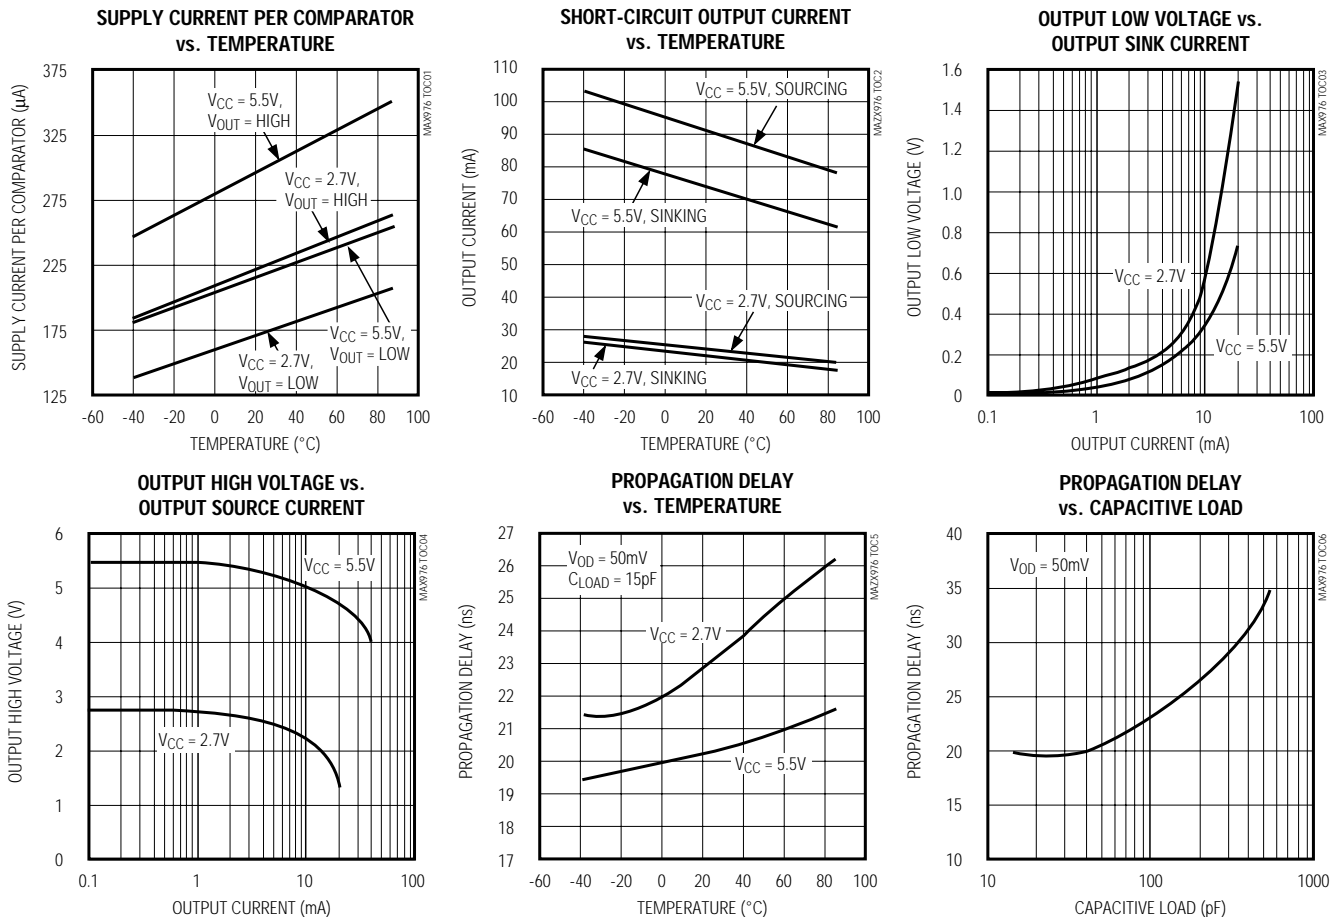 SUPPLY CURRENT PER COMPARATOR
vs. TEMPERATURE
375
325
275
225
175
125
SUPPLY CURRENT PER COMPARATOR (µA)
VCC = 5.5V,
VOUT = HIGH
VCC = 2.7V,
VOUT = HIGH
VCC = 5.5V,
VOUT = LOW
VCC = 2.7V,
VOUT = LOW
MAX976 TOC01
-60 -40 -20 0 20 40 60 80 100
TEMPERATURE (°C)
SHORT-CIRCUIT OUTPUT CURRENT
vs. TEMPERATURE
110
100
90
80
70
60
50
40
30
20
10
OUTPUT CURRENT (mA)
VCC = 5.5V, SOURCING
VCC = 5.5V, SINKING
VCC = 2.7V, SOURCING
VCC = 2.7V, SINKING
MAZX976 TOC2
-60 -40 -20 0 20 40 60 80 100
TEMPERATURE (°C)
OUTPUT LOW VOLTAGE vs.
OUTPUT SINK CURRENT
1.6
1.4
1.2
1.0
0.8
0.6
0.4
0.2
0
OUTPUT LOW VOLTAGE (V)
VCC = 2.7V
VCC = 5.5V
MAX976 TOC03
0.1 1 10 100
OUTPUT CURRENT (mA)
OUTPUT HIGH VOLTAGE vs.
OUTPUT SOURCE CURRENT
6
5
4
3
2
1
0
OUTPUT HIGH VOLTAGE (V)
VCC = 5.5V
VCC = 2.7V
MAX976 TOC04
0.1 1 10 100
OUTPUT CURRENT (mA)
PROPAGATION DELAY
vs. TEMPERATURE
27
26
25
24
23
22
21
20
19
18
17
PROPAGATION DELAY (ns)
VOD = 50mV
CLOAD = 15pF
VCC = 2.7V
VCC = 5.5V
MAZX976 TOC5
-60 -40 -20 0 20 40 60 80 100
TEMPERATURE (°C)
PROPAGATION DELAY
vs. CAPACITIVE LOAD
40
35
30
25
20
15
10
PROPAGATION DELAY (ns)
VOD = 50mV
MAX976 TOC06
10 100 1000
CAPACITIVE LOAD (pF)